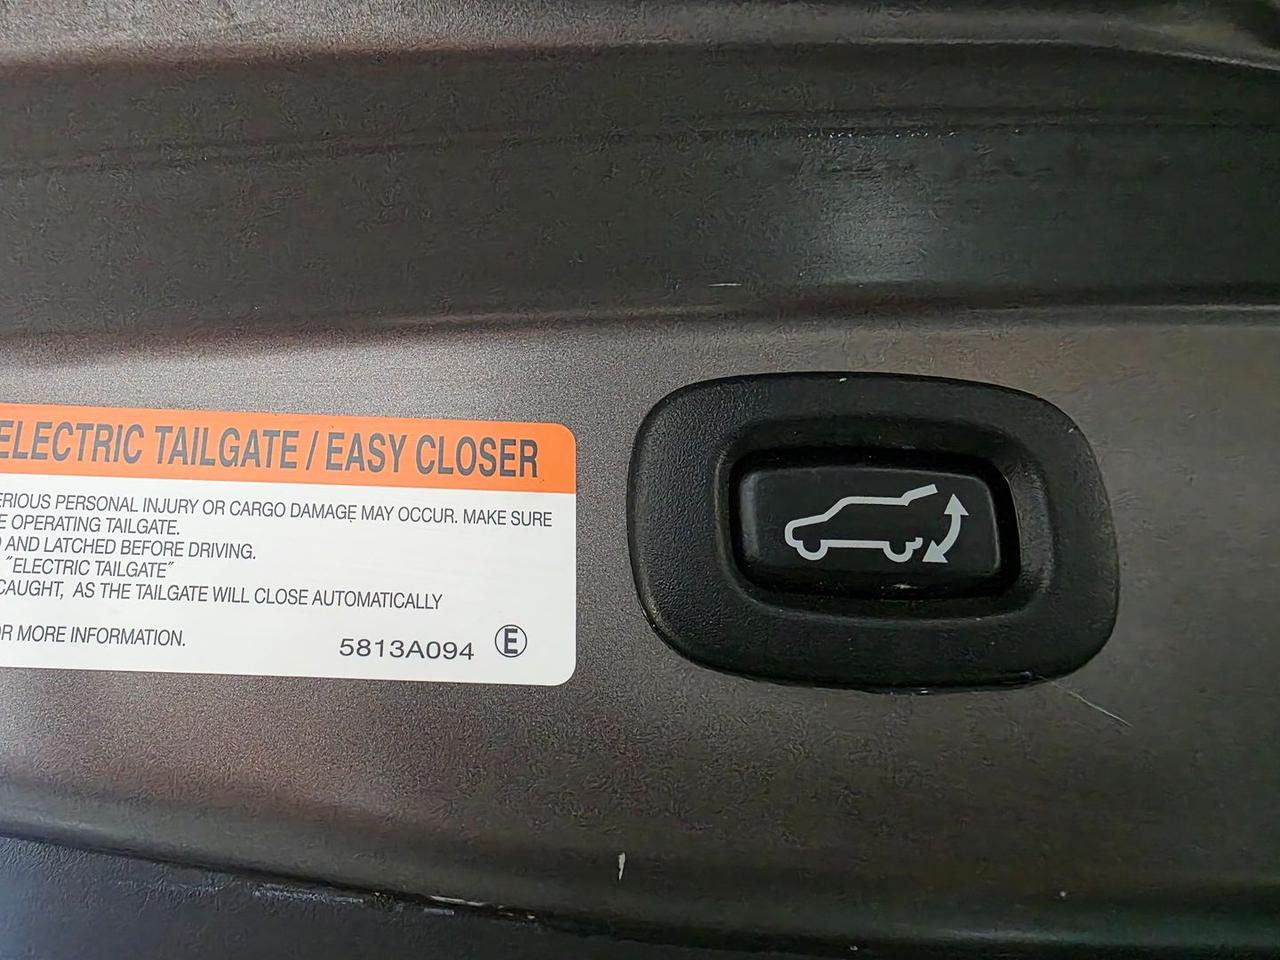 ELECTRIC TAILGATE / EASY CLOSER
ERIOUS PERSONAL INJURY OR CARGO DAMAGE MAY OCCUR. MAKE SURE
E OPERATING TAILGATE.
D AND LATCHED BEFORE DRIVING.
"ELECTRIC TAILGATE"
CAUGHT, AS THE TAILGATE WILL CLOSE AUTOMATICALLY
OR MORE INFORMATION.
5813A094 E